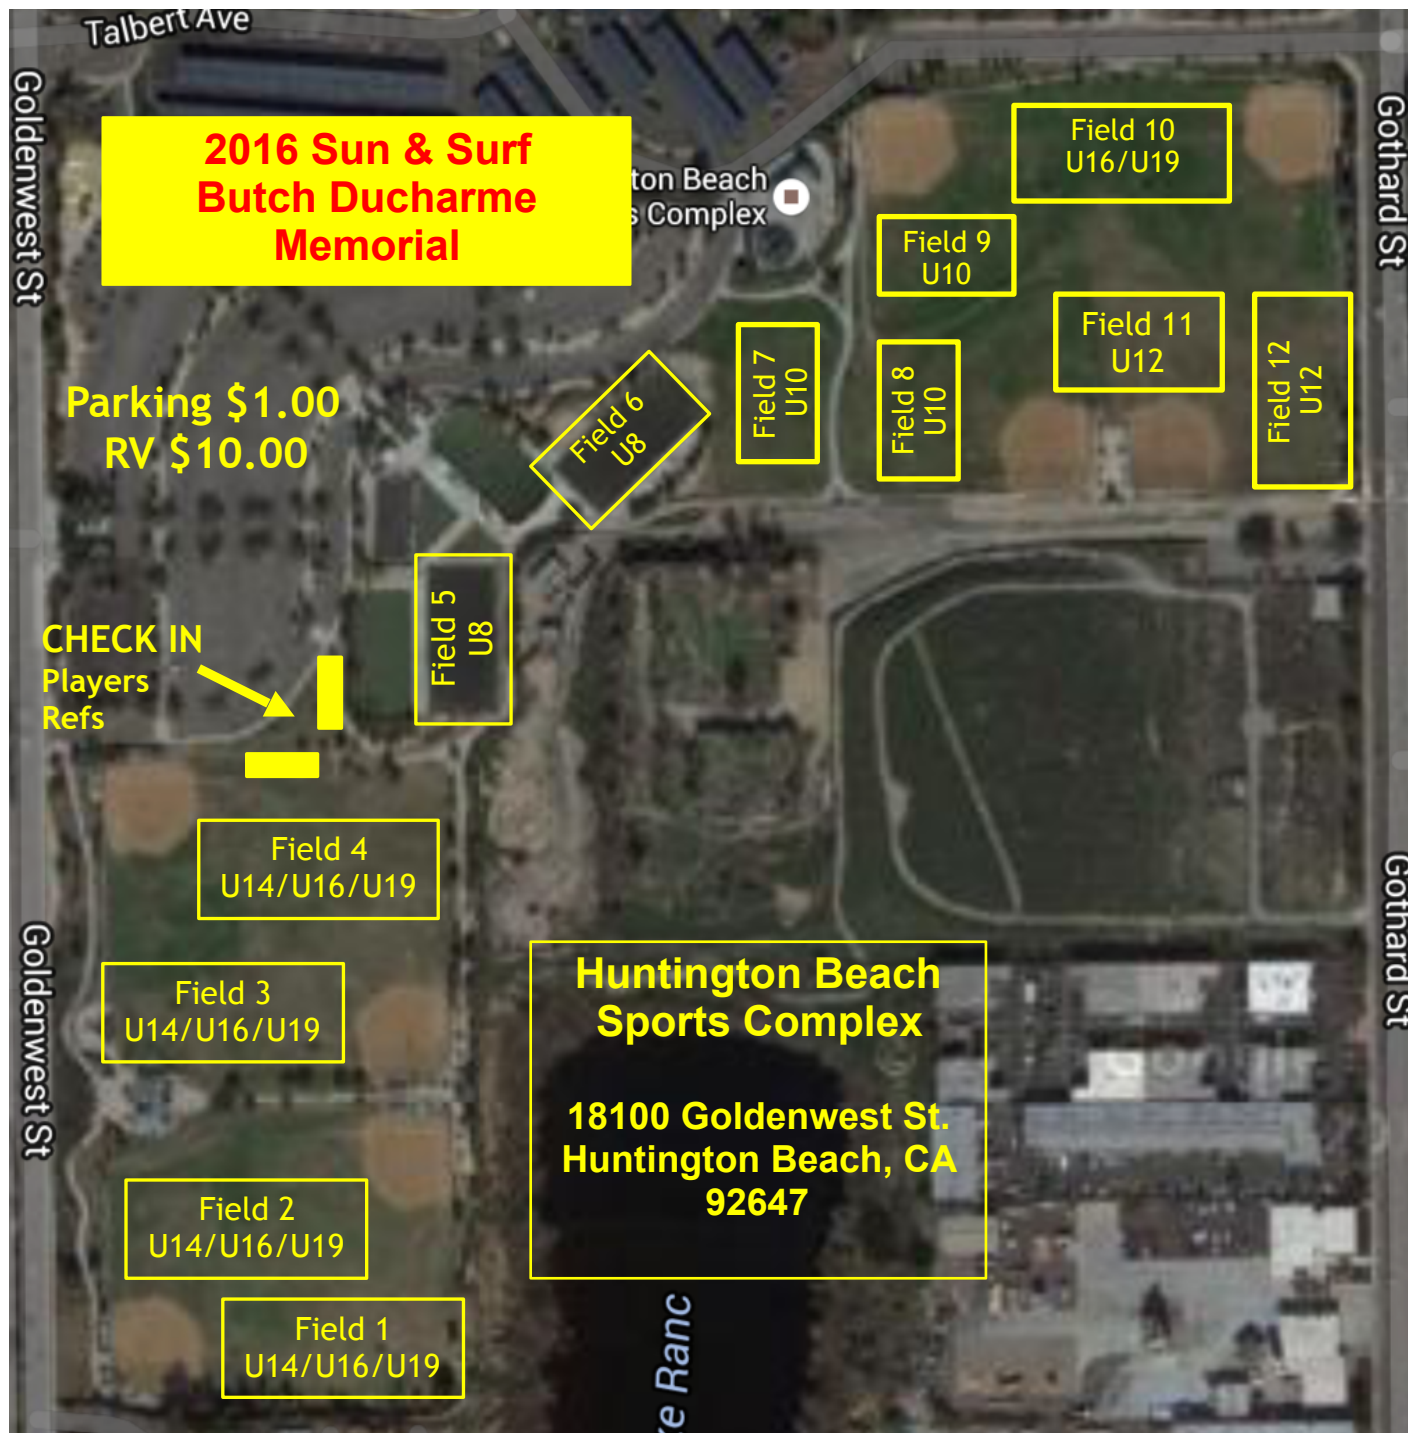 Talbert Ave
Goldenwest St
2016 Sun & Surf
Butch Ducharme
Memorial
ton Beach
s Complex
Gothard St
Field 10
U16/U19
Field 9
U10
Field 11
U12
Field 12
U12
Field 7
U10
Field 8
U10
Field 6
U8
Parking $1.00
RV $10.00
Field 5
U8
CHECK IN
Players
Refs
Field 4
U14/U16/U19
Goldenwest St
Gothard St
Field 3
U14/U16/U19
Huntington Beach
Sports Complex
18100 Goldenwest St.
Huntington Beach, CA
92647
Field 2
U14/U16/U19
Field 1
U14/U16/U19
e Ranc